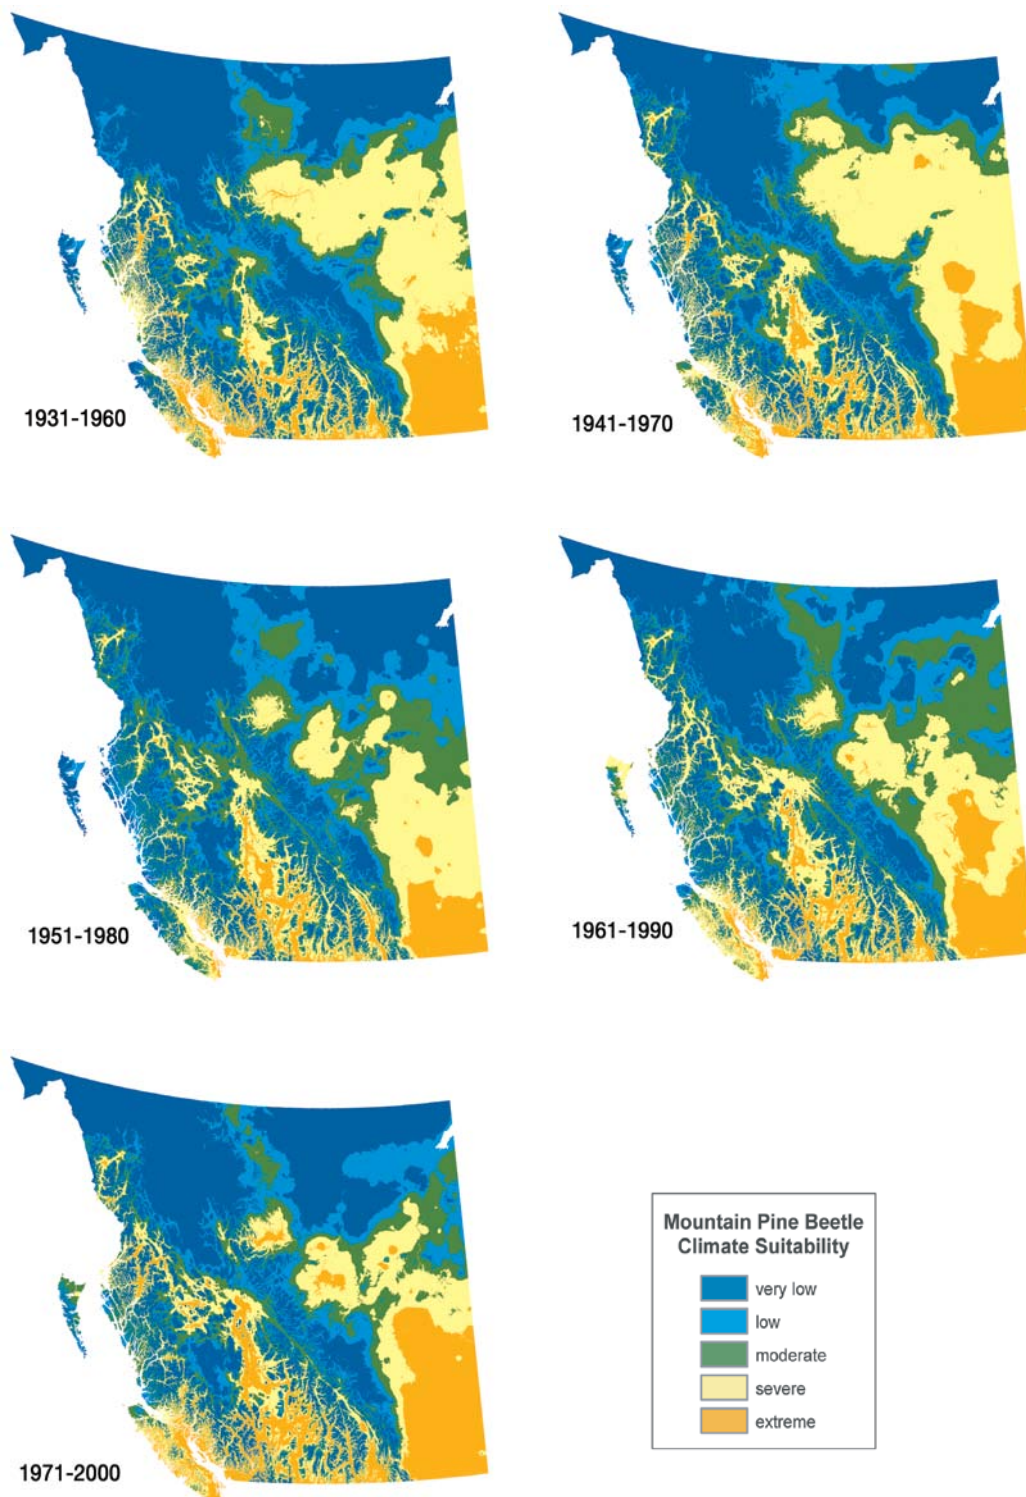 1931-1960
1941-1970
1951-1980
1961-1990
1971-2000
Mountain Pine Beetle
Climate Suitability
very low
low
moderate
severe
extreme